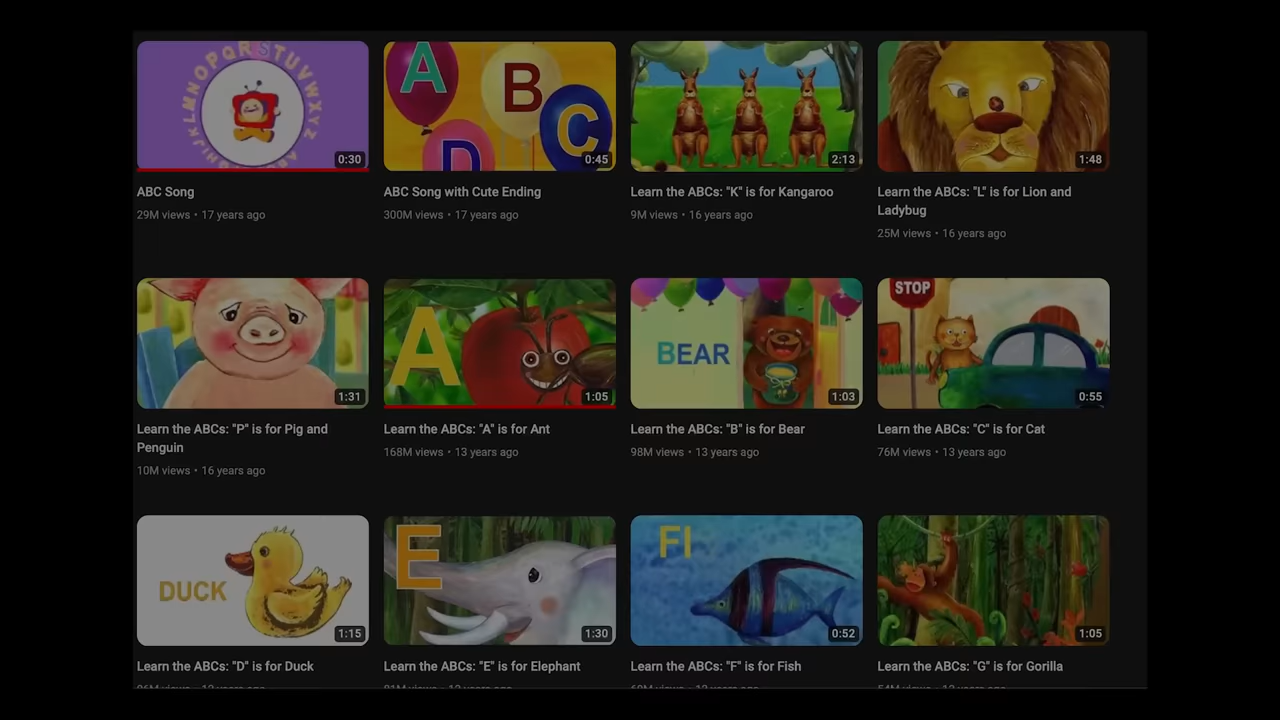 JKLMNOPQRSTUVWXYZ
0:30
ABC Song
29M views • 17 years ago
A
B
C
D
0:45
ABC Song with Cute Ending
300M views • 17 years ago
2:13
Learn the ABCs: "K" is for Kangaroo
9M views • 16 years ago
1:48
Learn the ABCs: "L" is for Lion and
Ladybug
25M views • 16 years ago
1:31
Learn the ABCs: "P" is for Pig and
Penguin
10M views • 16 years ago
A
1:05
Learn the ABCs: "A" is for Ant
168M views • 13 years ago
BEAR
1:03
Learn the ABCs: "B" is for Bear
98M views • 13 years ago
STOP
0:55
Learn the ABCs: "C" is for Cat
76M views • 13 years ago
DUCK
1:15
Learn the ABCs: "D" is for Duck
E
1:30
Learn the ABCs: "E" is for Elephant
FI
0:52
Learn the ABCs: "F" is for Fish
1:05
Learn the ABCs: "G" is for Gorilla